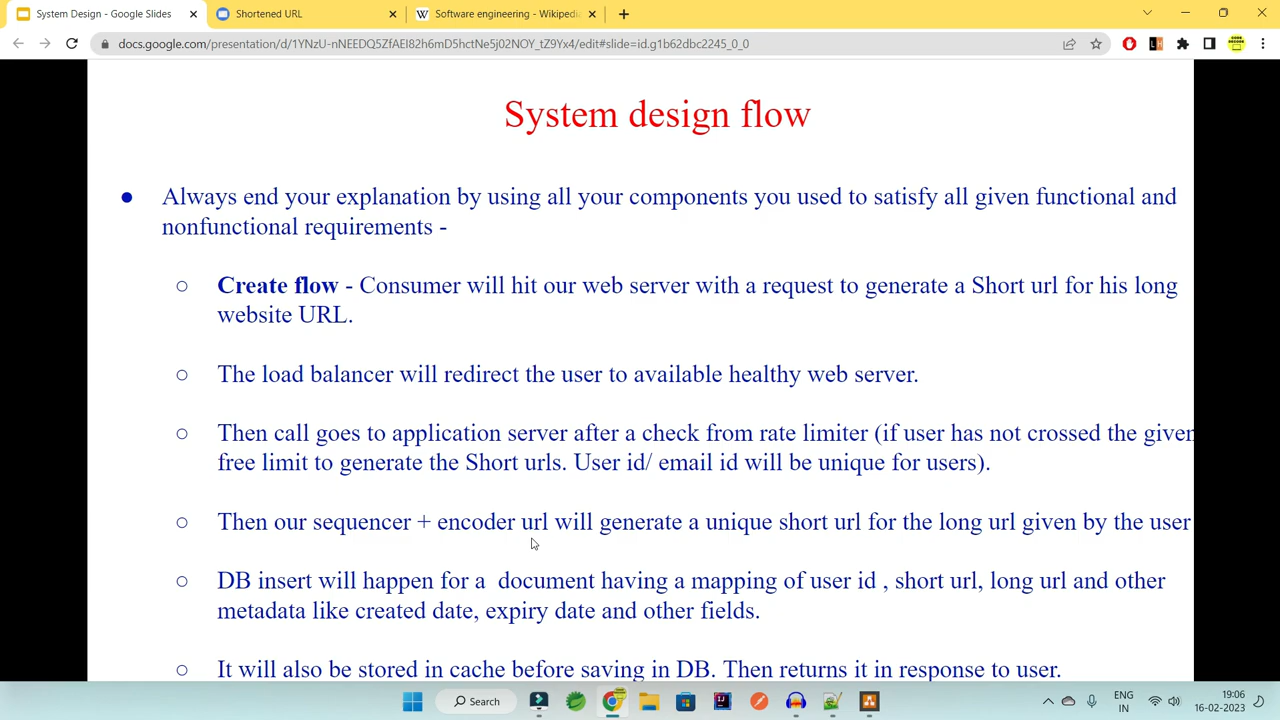 System Design - Google Slides
Shortened URL
Software engineering - Wikipedi
docs.google.com/presentation/d/1YNzU-nNEEDQ5ZfAEI82h6mDEhctNe5j02NOY_tZ9Yx4/edit#slide=id.g1b62dbc2245_0_0
System design flow
● Always end your explanation by using all your components you used to satisfy all given functional and
nonfunctional requirements -
○ Create flow - Consumer will hit our web server with a request to generate a Short url for his long
website URL.
○ The load balancer will redirect the user to available healthy web server.
○ Then call goes to application server after a check from rate limiter (if user has not crossed the given
free limit to generate the Short urls. User id/ email id will be unique for users).
○ Then our sequencer + encoder url will generate a unique short url for the long url given by the user
○ DB insert will happen for a document having a mapping of user id , short url, long url and other
metadata like created date, expiry date and other fields.
○ It will also be stored in cache before saving in DB. Then returns it in response to user.
Search
ENG
IN
19:06
16-02-2023